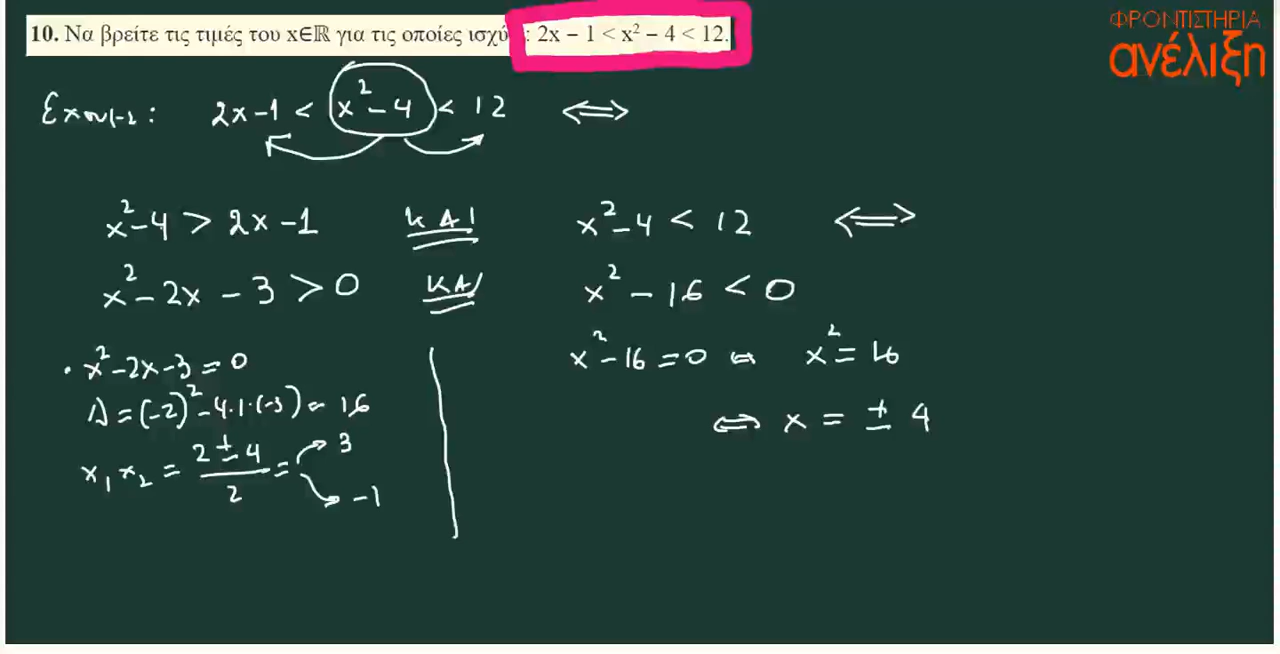 ΦΡΟΝΤΙΣΤΗΡΙΑ
ανέλιξη
10. Να βρείτε τις τιμές του x∈ℝ για τις οποίες ισχύ : 2x − 1 < x² − 4 < 12.
Έχουμε: 2x-1 < x²-4 < 12 ⟺
x²-4 > 2x-1 ΚΑΙ x²-4 < 12 ⟺
x²-2x-3 > 0 ΚΑΙ x²-16 < 0
• x²-2x-3 = 0
Δ = (-2)²-4·1·(-3) = 16
x₁, x₂ = (2±4)/2 = 3
-1
x²-16 = 0 ⟺ x² = 16
⟺ x = ± 4